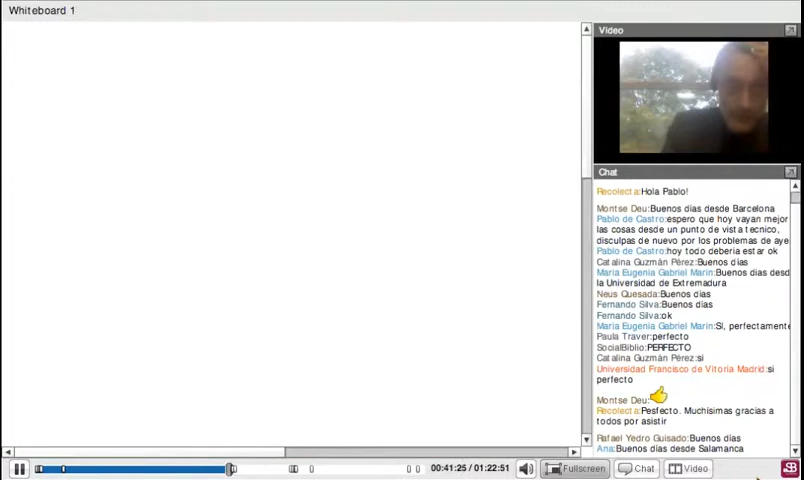 Whiteboard 1
Video
Chat
Recolecta:Hola Pablo!
Montse Deu:Buenos días desde Barcelona
Pablo de Castro:espero que hoy vayan mejor
las cosas desde un punto de vista tecnico,
disculpas de nuevo por los problemas de aye
Pablo de Castro:hoy todo deberia estar ok
Catalina Guzmán Pérez:Buenos días
Maria Eugenia Gabriel Marin:Buenos días desd
la Universidad de Extremadura
Neus Quesada:Buenos días
Fernando Silva:Buenos días
Fernando Silva:ok
Maria Eugenia Gabriel Marin:SI, perfectamente
Paula Traver:perfecto
SocialBiblio:PERFECTO
Catalina Guzmán Pérez:si
Universidad Francisco de Vitoria Madrid:si
perfecto
Montse Deu:
Recolecta:Pesfecto. Muchísimas gracias a
todos por asistir
Rafael Yedro Guisado:Buenos días
Ana:Buenos días desde Salamanca
00:41:25 / 01:22:51
Fullscreen
Chat
Video
SB